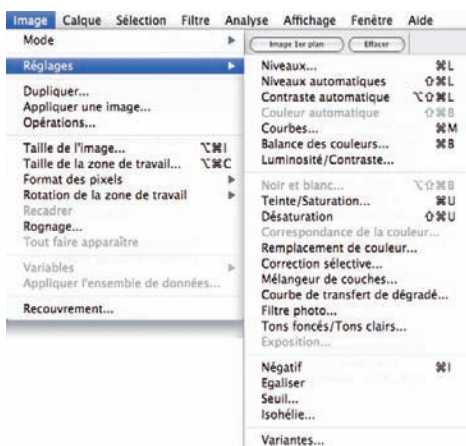 Image Calque Sélection Filtre Analyse Affichage Fenêtre Aide
Mode
Réglages
Dupliquer...
Appliquer une image...
Opérations...
Taille de l'image... ⌥⌘I
Taille de la zone de travail... ⌥⌘C
Format des pixels
Rotation de la zone de travail
Recadrer
Rognage...
Tout faire apparaître
Variables
Appliquer l'ensemble de données...
Recouvrement...
Image 1er plan Effacer
Niveaux... ⌘L
Niveaux automatiques ⇧⌘L
Contraste automatique ⌥⇧⌘L
Couleur automatique ⇧⌘B
Courbes... ⌘M
Balance des couleurs... ⌘B
Luminosité/Contraste...
Noir et blanc... ⌥⇧⌘B
Teinte/Saturation... ⌘U
Désaturation ⇧⌘U
Correspondance de la couleur...
Remplacement de couleur...
Correction sélective...
Mélangeur de couches...
Courbe de transfert de dégradé...
Filtre photo...
Tons foncés/Tons clairs...
Exposition...
Négatif ⌘I
Egaliser
Seuil...
Isohélie...
Variantes...